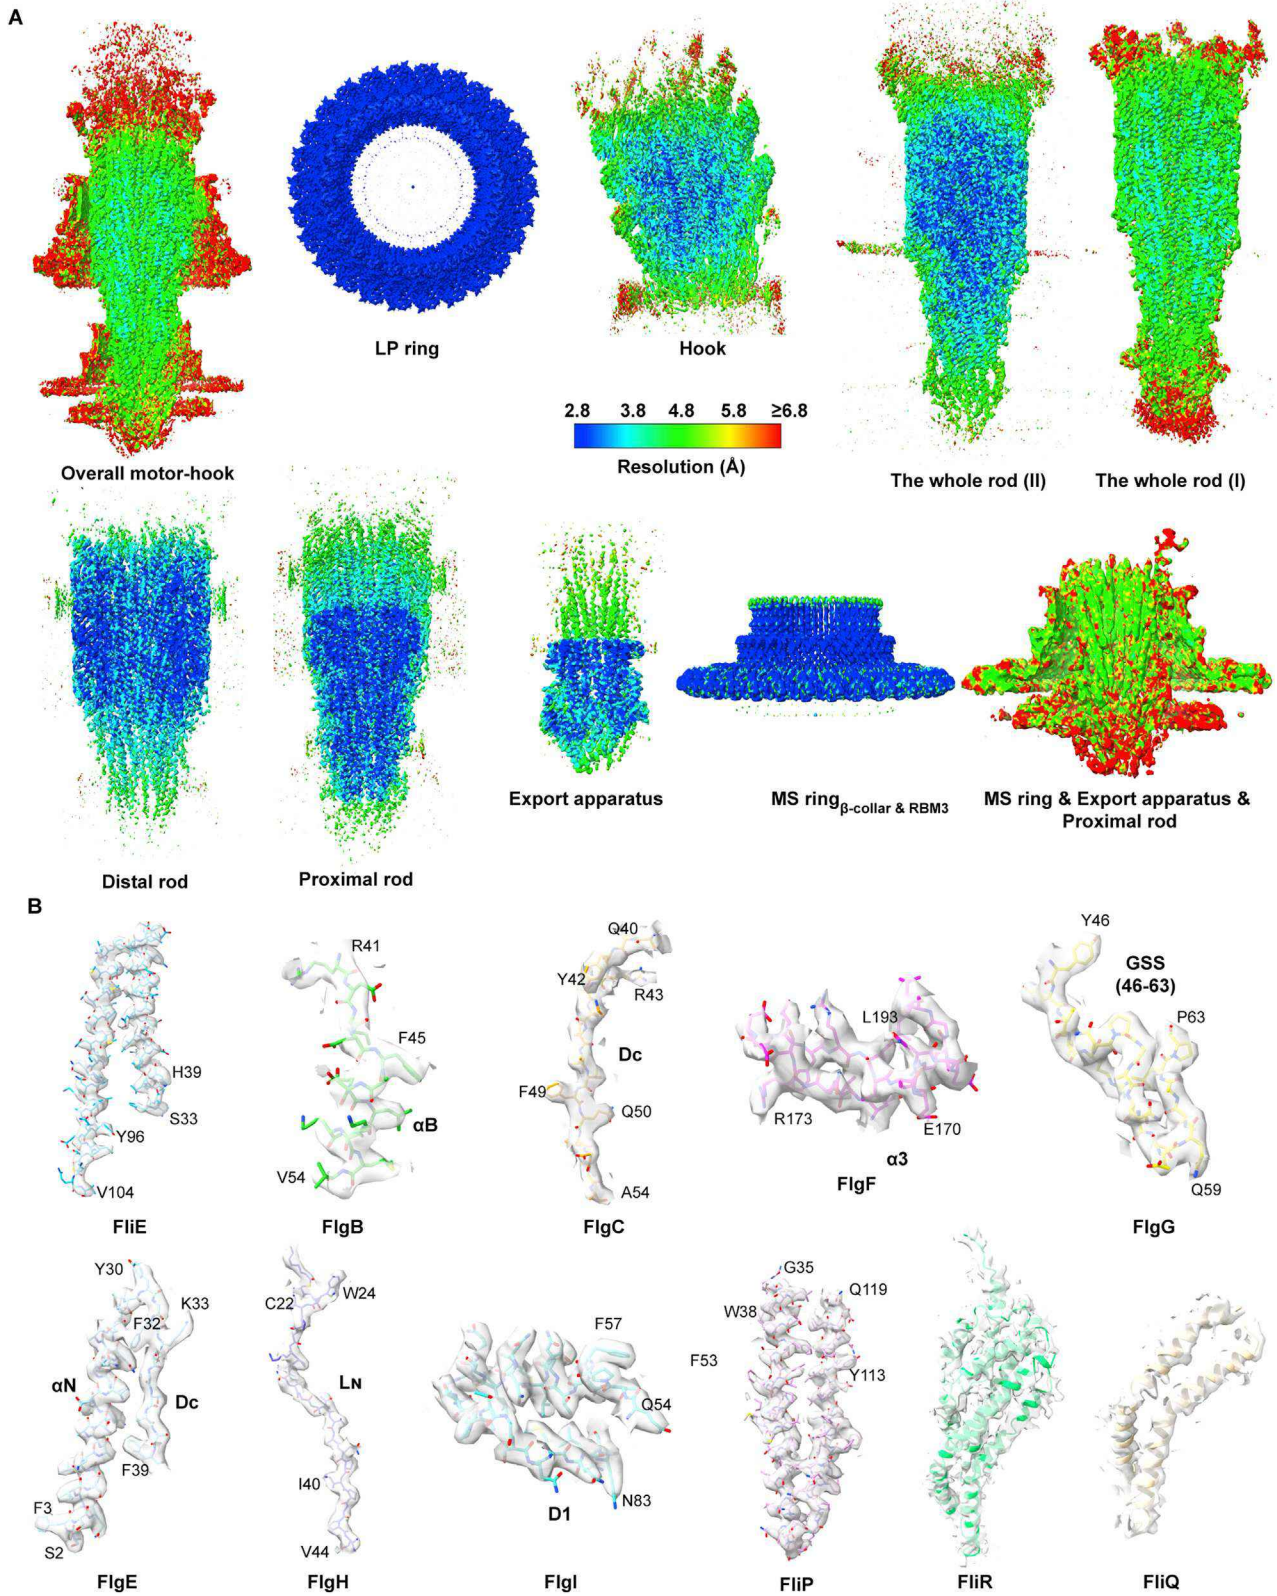 A
LP ring
Hook
2.8 3.8 4.8 5.8 ≥6.8
Resolution (Å)
Overall motor-hook
The whole rod (II)
The whole rod (I)
Export apparatus
MS ring β-collar & RBM3
MS ring & Export apparatus &
Proximal rod
Distal rod
Proximal rod
B
H39
S33
Y96
V104
FliE
R41
F45
αB
V54
FlgB
Q40
Y42
R43
Dc
F49
Q50
A54
FlgC
L193
R173
E170
α3
FlgF
Y46
GSS
(46-63)
P63
Q59
FlgG
Y30
K33
F32
αN
Dc
F39
F3
S2
FlgE
C22
W24
LN
I40
V44
FlgH
F57
Q54
N83
D1
FlgI
G35
Q119
W38
F53
Y113
FliP
FliR
FliQ